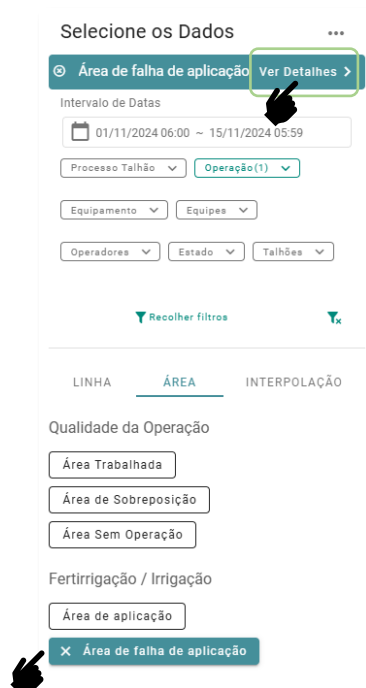 Selecione os Dados
Área de falha de aplicação Ver Detalhes
Intervalo de Datas
01/11/2024 06:00 ~ 15/11/2024 05:59
Processo Talhão Operação(1)
Equipamento Equipes
Operadores Estado Talhões
Recolher filtros
LINHA ÁREA INTERPOLAÇÃO
Qualidade da Operação
Área Trabalhada
Área de Sobreposição
Área Sem Operação
Fertirrigação / Irrigação
Área de aplicação
Área de falha de aplicação